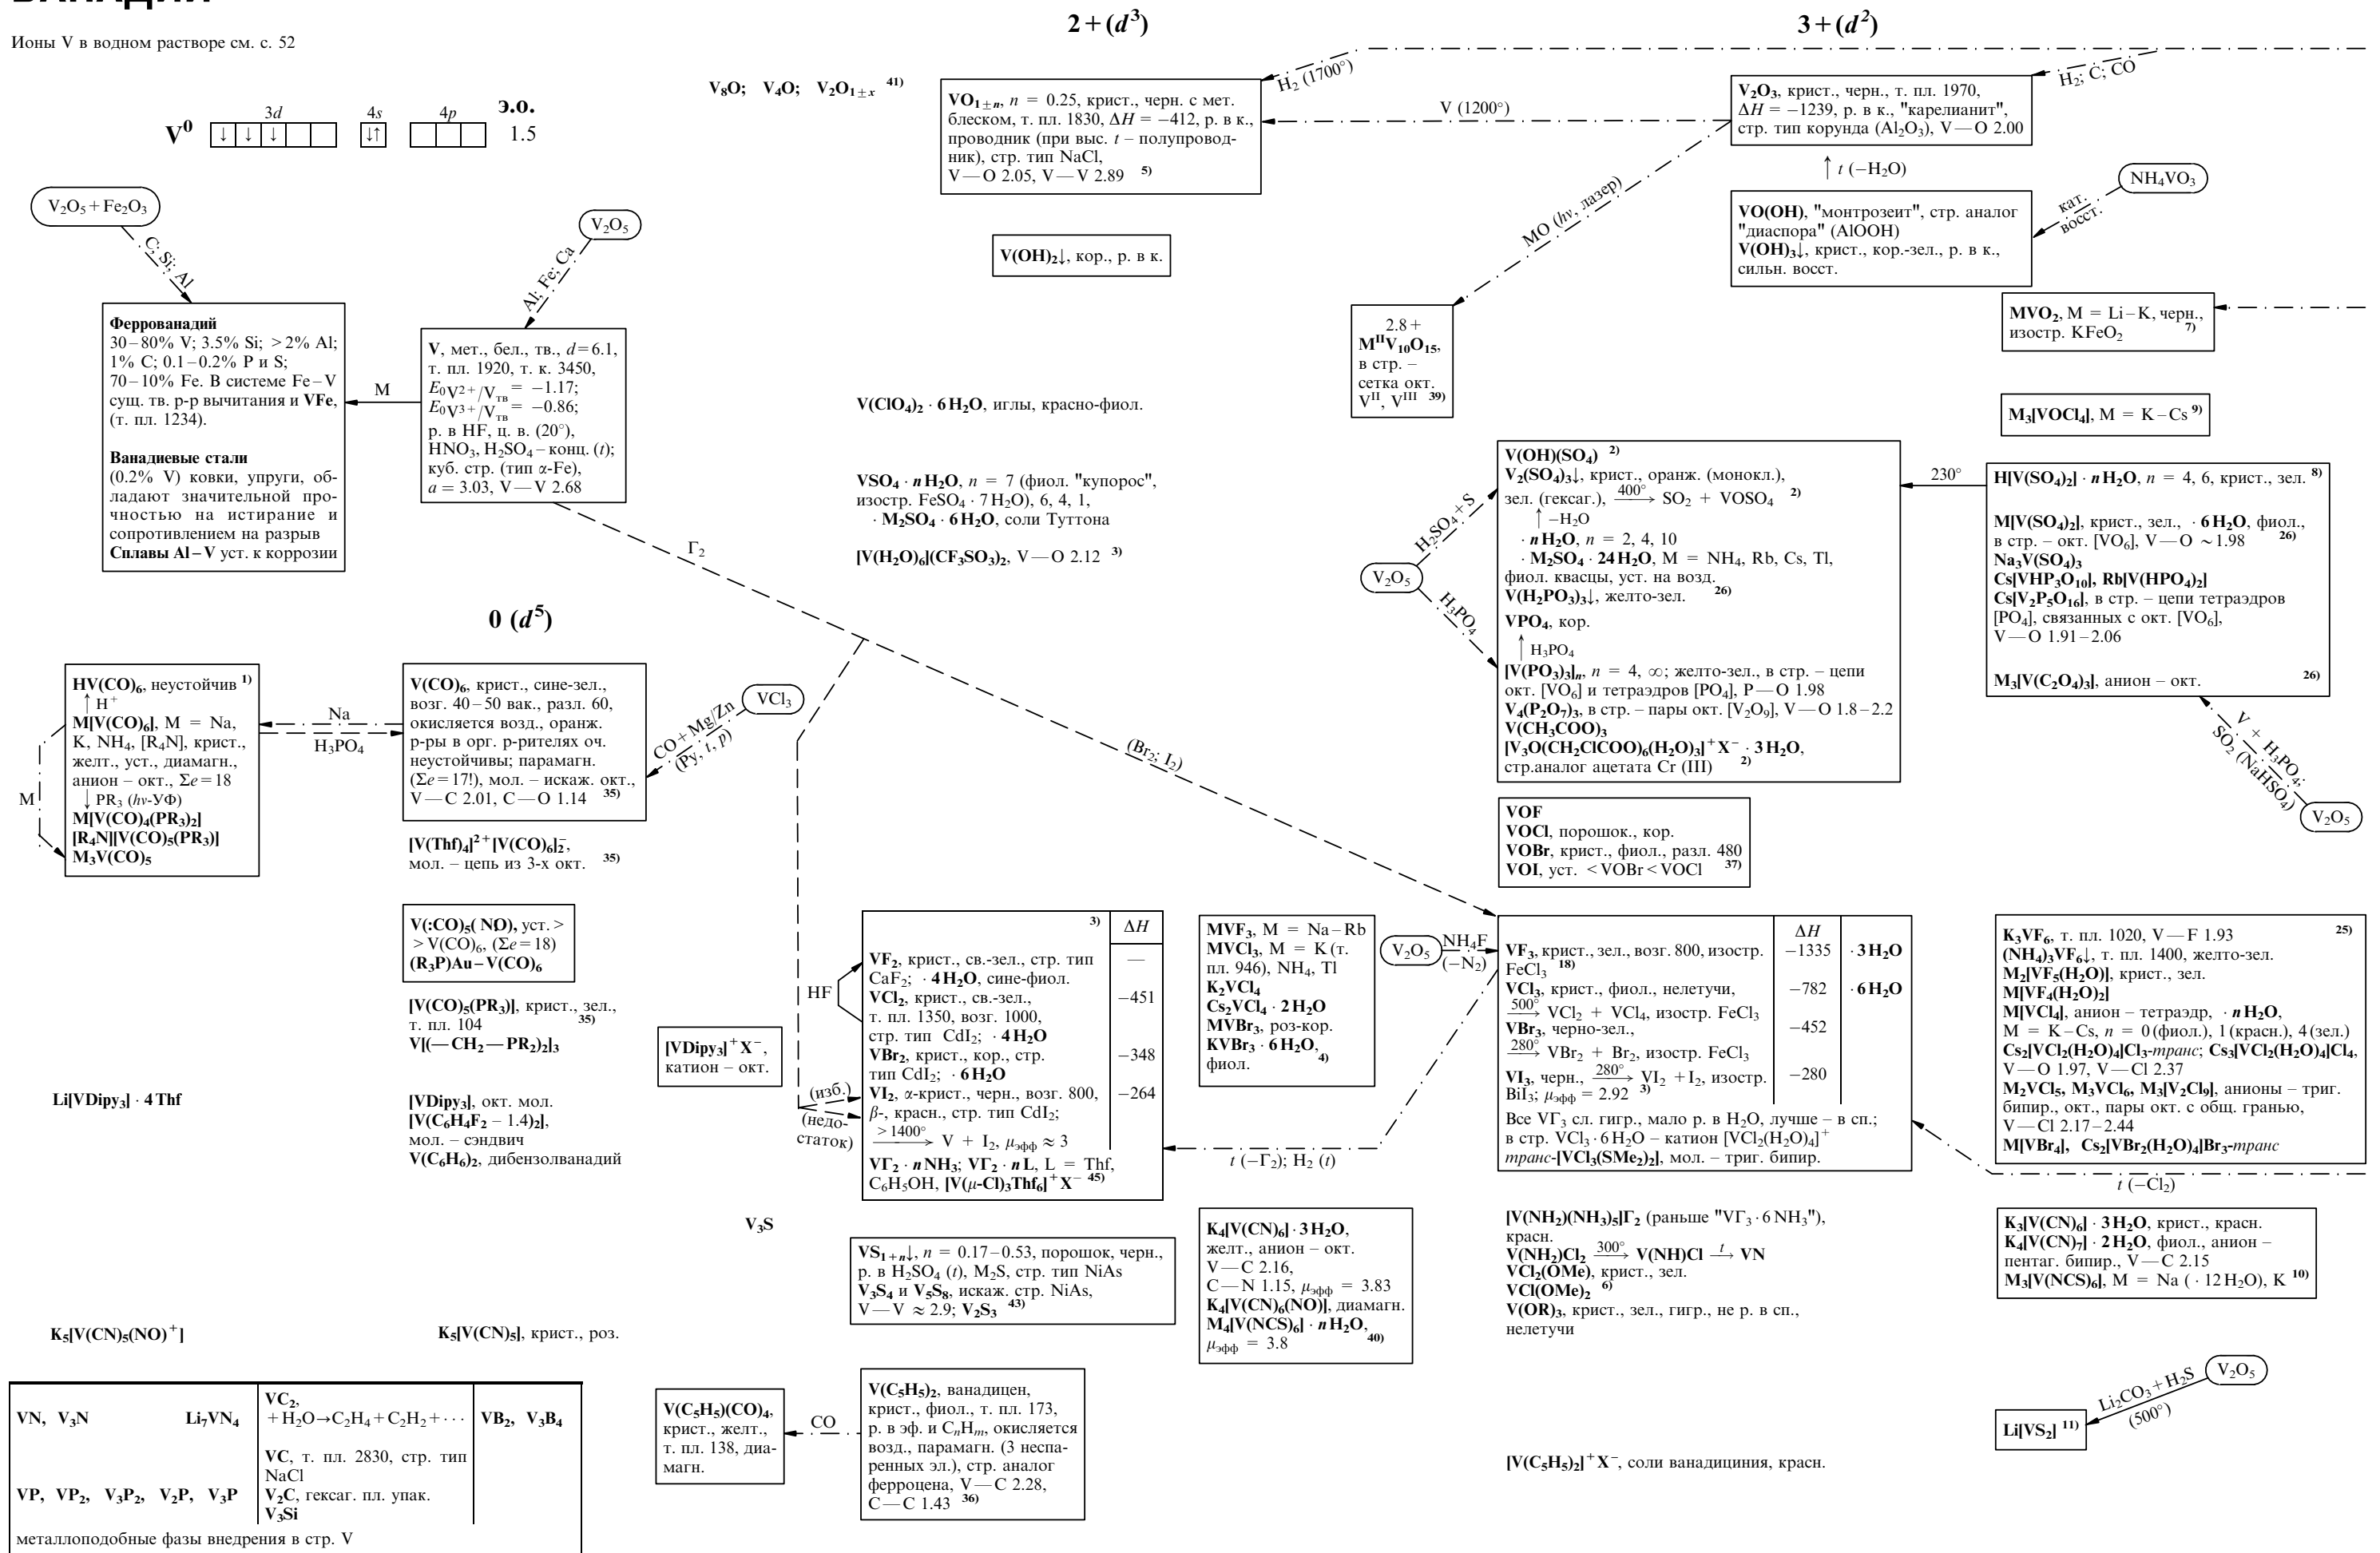 ВАНАДИЙ
Ионы V в водном растворе см. с. 52
2+(d³)
3+(d²)
3d 4s 4p э.о.
V⁰ ↓ ↓ ↓ ↓↑ 1.5
V₂O₅+Fe₂O₃
C; Si; Al
V₂O₅
Al; Fe; Ca
Феррованадий
30–80% V; 3.5% Si; >2% Al;
1% C; 0.1–0.2% P и S;
70–10% Fe. В системе Fe–V
сущ. тв. р-р вычитания и VFe,
(т. пл. 1234).
Ванадиевые стали
(0.2% V) ковки, упруги, об-
ладают значительной про-
чностью на истирание и
сопротивлением на разрыв
Сплавы Al–V уст. к коррозии
M
V, мет., бел., тв., d=6.1,
т. пл. 1920, т. к. 3450,
E₀V²⁺/Vтв = −1.17;
E₀V³⁺/Vтв = −0.86;
р. в HF, ц. в. (20°),
HNO₃, H₂SO₄–конц. (t);
куб. стр. (тип α-Fe),
a = 3.03, V—V 2.68
Г₂
(Br₂; I₂)
V₈O; V₄O; V₂O₁±ₓ ⁴¹⁾
VO₁±ₙ, n = 0.25, крист., черн. с мет.
блеском, т. пл. 1830, ΔH = −412, р. в к.,
проводник (при выс. t – полупровод-
ник), стр. тип NaCl,
V—O 2.05, V—V 2.89 ⁵⁾
H₂ (1700°)
V (1200°)
H₂; C; CO
V₂O₃, крист., черн., т. пл. 1970,
ΔH = −1239, р. в к., "карелианит",
стр. тип корунда (Al₂O₃), V—O 2.00
↑ t (−H₂O)
NH₄VO₃
кат.
восст.
VO(OH), "монтрозеит", стр. аналог
"диаспора" (AlOOH)
V(OH)₃↓, крист., кор.-зел., р. в к.,
сильн. восст.
V(OH)₂↓, кор., р. в к.
MO (hν, лазер)
2.8+
MᴵᴵV₁₀O₁₅,
в стр. –
сетка окт.
Vᴵᴵ, Vᴵᴵᴵ ³⁹⁾
MVO₂, M = Li–K, черн.,
изостр. KFeO₂ ⁷⁾
M₃[VOCl₄], M = K–Cs ⁹⁾
V(ClO₄)₂ · 6H₂O, иглы, красно-фиол.
VSO₄ · nH₂O, n = 7 (фиол. "купорос",
изостр. FeSO₄ · 7H₂O), 6, 4, 1,
· M₂SO₄ · 6H₂O, соли Туттона
[V(H₂O)₆](CF₃SO₃)₂, V—O 2.12 ³⁾
V₂O₅
H₂SO₄+S
H₃PO₄
V(OH)(SO₄) ²⁾
V₂(SO₄)₃↓, крист., оранж. (монокл.),
зел. (гексаг.), 400°→ SO₂ + VOSO₄ ²⁾
↑−H₂O
· nH₂O, n = 2, 4, 10
· M₂SO₄ · 24H₂O, M = NH₄, Rb, Cs, Tl,
фиол. квасцы, уст. на возд.
V(H₂PO₃)₃↓, желто-зел. ²⁶⁾
VPO₄, кор.
↑ H₃PO₄
[V(PO₃)₃]ₙ, n = 4, ∞; желто-зел., в стр. – цепи
окт. [VO₆] и тетраэдров [PO₄], P—O 1.98
V₄(P₂O₇)₃, в стр. – пары окт. [V₂O₉], V—O 1.8–2.2
V(CH₃COO)₃
[V₃O(CH₂ClCOO)₆(H₂O)₃]⁺X⁻ · 3H₂O,
стр.аналог ацетата Cr (III) ²⁾
230°
H[V(SO₄)₂] · nH₂O, n = 4, 6, крист., зел. ⁸⁾
M[V(SO₄)₂], крист., зел., · 6H₂O, фиол.,
в стр. – окт. [VO₆], V—O ~1.98 ²⁶⁾
Na₃V(SO₄)₃
Cs[VHP₃O₁₀], Rb[V(HPO₄)₂]
Cs[V₂P₅O₁₆], в стр. – цепи тетраэдров
[PO₄], связанных с окт. [VO₆],
V—O 1.91–2.06
M₃[V(C₂O₄)₃], анион – окт. ²⁶⁾
V + H₃PO₄;
SO₂ (NaHSO₄)
V₂O₅
0 (d⁵)
HV(CO)₆, неустойчив ¹⁾
↑H⁺
M[V(CO)₆], M = Na,
K, NH₄, [R₄N], крист.,
желт., уст., диамагн.,
анион – окт., Σe=18
↓PR₃ (hν-УФ)
M[V(CO)₄(PR₃)₂]
[R₄N][V(CO)₅(PR₃)]
M₃V(CO)₅
M
Na
H₃PO₄
V(CO)₆, крист., сине-зел.,
возг. 40–50 вак., разл. 60,
окисляется возд., оранж.
р-ры в орг. р-рителях оч.
неустойчивы; парамагн.
(Σe=17!), мол. – искаж. окт.,
V—C 2.01, C—O 1.14 ³⁵⁾
VCl₃
CO+Mg/Zn
(Py, t, p)
[V(Thf)₄]²⁺[V(CO)₆]₂⁻,
мол. – цепь из 3-х окт. ³⁵⁾
V(:CO)₅( NO), уст. >
> V(CO)₆, (Σe=18)
(R₃P)Au–V(CO)₆
[V(CO)₅(PR₃)], крист., зел.,
т. пл. 104 ³⁵⁾
V[(—CH₂—PR₂)₂]₃
Li[VDipy₃] · 4Thf
[VDipy₃], окт. мол.
[V(C₆H₄F₂ – 1.4)₂],
мол. – сэндвич
V(C₆H₆)₂, дибензолванадий
[VDipy₃]⁺X⁻,
катион – окт.
(изб.)
(недо-
статок)
HF
³⁾ ΔH
VF₂, крист., св.-зел., стр. тип —
CaF₂; · 4H₂O, сине-фиол.
VCl₂, крист., св.-зел., −451
т. пл. 1350, возг. 1000,
стр. тип CdI₂; · 4H₂O
VBr₂, крист., кор., стр. −348
тип CdI₂; · 6H₂O
VI₂, α-крист., черн., возг. 800, −264
β-, красн., стр. тип CdI₂;
>1400°→ V + I₂, μэфф ≈ 3
VГ₂ · nNH₃; VГ₂ · nL, L = Thf,
C₆H₅OH, [V(μ-Cl)₃Thf₆]⁺X⁻ ⁴⁵⁾
MVF₃, M = Na–Rb
MVCl₃, M = K (т.
пл. 946), NH₄, Tl
K₂VCl₄
Cs₂VCl₄ · 2H₂O
MVBr₃, роз-кор.
KVBr₃ · 6H₂O, ⁴⁾
фиол.
t (−Г₂); H₂ (t)
VOF
VOCl, порошок., кор.
VOBr, крист., фиол., разл. 480
VOI, уст. <VOBr<VOCl ³⁷⁾
V₂O₅
NH₄F
(−N₂)
ΔH
VF₃, крист., зел., возг. 800, изостр. −1335 · 3H₂O
FeCl₃ ¹⁸⁾
VCl₃, крист., фиол., нелетучи, −782 · 6H₂O
500°→ VCl₂ + VCl₄, изостр. FeCl₃
VBr₃, черно-зел., −452
280°→ VBr₂ + Br₂, изостр. FeCl₃
VI₃, черн., 280°→ VI₂ +I₂, изостр. −280
BiI₃; μэфф = 2.92 ³⁾
Все VГ₃ сл. гигр., мало р. в H₂O, лучше – в сп.;
в стр. VCl₃ · 6H₂O – катион [VCl₂(H₂O)₄]⁺
транс-[VCl₃(SMe₂)₂], мол. – триг. бипир.
K₃VF₆, т. пл. 1020, V—F 1.93 ²⁵⁾
(NH₄)₃VF₆↓, т. пл. 1400, желто-зел.
M₂[VF₅(H₂O)], крист., зел.
M[VF₄(H₂O)₂]
M[VCl₄], анион – тетраэдр, · nH₂O,
M = K–Cs, n = 0(фиол.), 1(красн.), 4(зел.)
Cs₂[VCl₂(H₂O)₄]Cl₃-транс; Cs₃[VCl₂(H₂O)₄]Cl₄,
V—O 1.97, V—Cl 2.37
M₂VCl₅, M₃VCl₆, M₃[V₂Cl₉], анионы – триг.
бипир., окт., пары окт. с общ. гранью,
V—Cl 2.17–2.44
M[VBr₄], Cs₂[VBr₂(H₂O)₄]Br₃-транс
t (−Cl₂)
V₃S
VS₁₊ₙ↓, n = 0.17–0.53, порошок, черн.,
р. в H₂SO₄ (t), M₂S, стр. тип NiAs
V₃S₄ и V₅S₈, искаж. стр. NiAs,
V—V ≈ 2.9; V₂S₃ ⁴³⁾
K₄[V(CN)₆] · 3H₂O,
желт., анион – окт.
V—C 2.16,
C—N 1.15, μэфф = 3.83
K₄[V(CN)₆(NO)], диамагн.
M₄[V(NCS)₆] · nH₂O,
μэфф = 3.8 ⁴⁰⁾
[V(NH₂)(NH₃)₅]Г₂ (раньше "VГ₃ · 6NH₃"),
красн.
V(NH₂)Cl₂ 300°→ V(NH)Cl t→ VN
VCl₂(OMe), крист., зел.
VCl(OMe)₂ ⁶⁾
V(OR)₃, крист., зел., гигр., не р. в сп.,
нелетучи
K₃[V(CN)₆] · 3H₂O, крист., красн.
K₄[V(CN)₇] · 2H₂O, фиол., анион –
пентаг. бипир., V—C 2.15
M₃[V(NCS)₆], M = Na ( · 12H₂O), K ¹⁰⁾
K₅[V(CN)₅(NO)⁺]
K₅[V(CN)₅], крист., роз.
V₂O₅
Li₂CO₃+H₂S
(500°)
Li[VS₂] ¹¹⁾
V(C₅H₅)(CO)₄,
крист., желт.,
т. пл. 138, диа-
магн.
CO
V(C₅H₅)₂, ванадицен,
крист., фиол., т. пл. 173,
р. в эф. и CₙHₘ, окисляется
возд., парамагн. (3 неспа-
ренных эл.), стр. аналог
ферроцена, V—C 2.28,
C—C 1.43 ³⁶⁾
[V(C₅H₅)₂]⁺X⁻, соли ванадициния, красн.
VN, V₃N Li₇VN₄
VP, VP₂, V₃P₂, V₂P, V₃P
VC₂,
+H₂O→C₂H₄+C₂H₂+···
VC, т. пл. 2830, стр. тип
NaCl
V₂C, гексаг. пл. упак.
V₃Si
VB₂, V₃B₄
металлоподобные фазы внедрения в стр. V